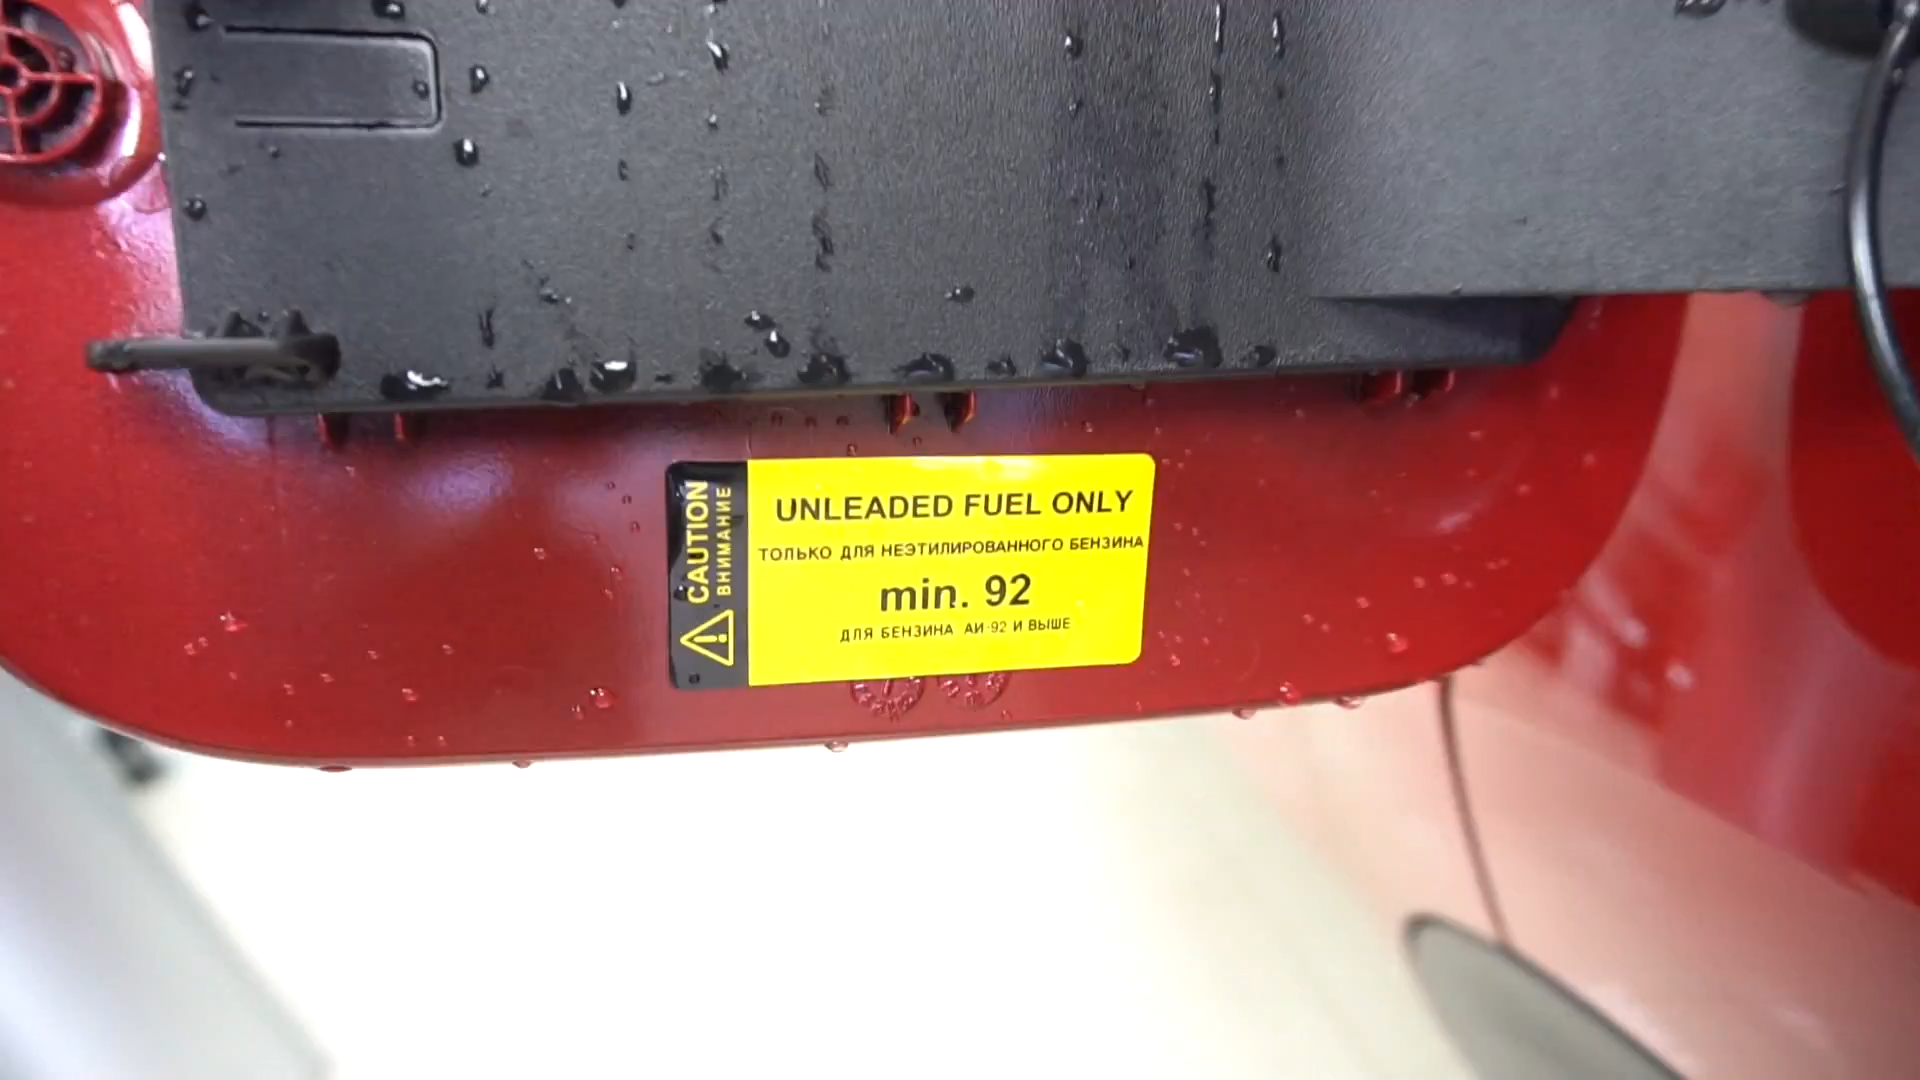 CAUTION
ВНИМАНИЕ
UNLEADED FUEL ONLY
ТОЛЬКО ДЛЯ НЕЭТИЛИРОВАННОГО БЕНЗИНА
min. 92
ДЛЯ БЕНЗИНА АИ-92 И ВЫШЕ